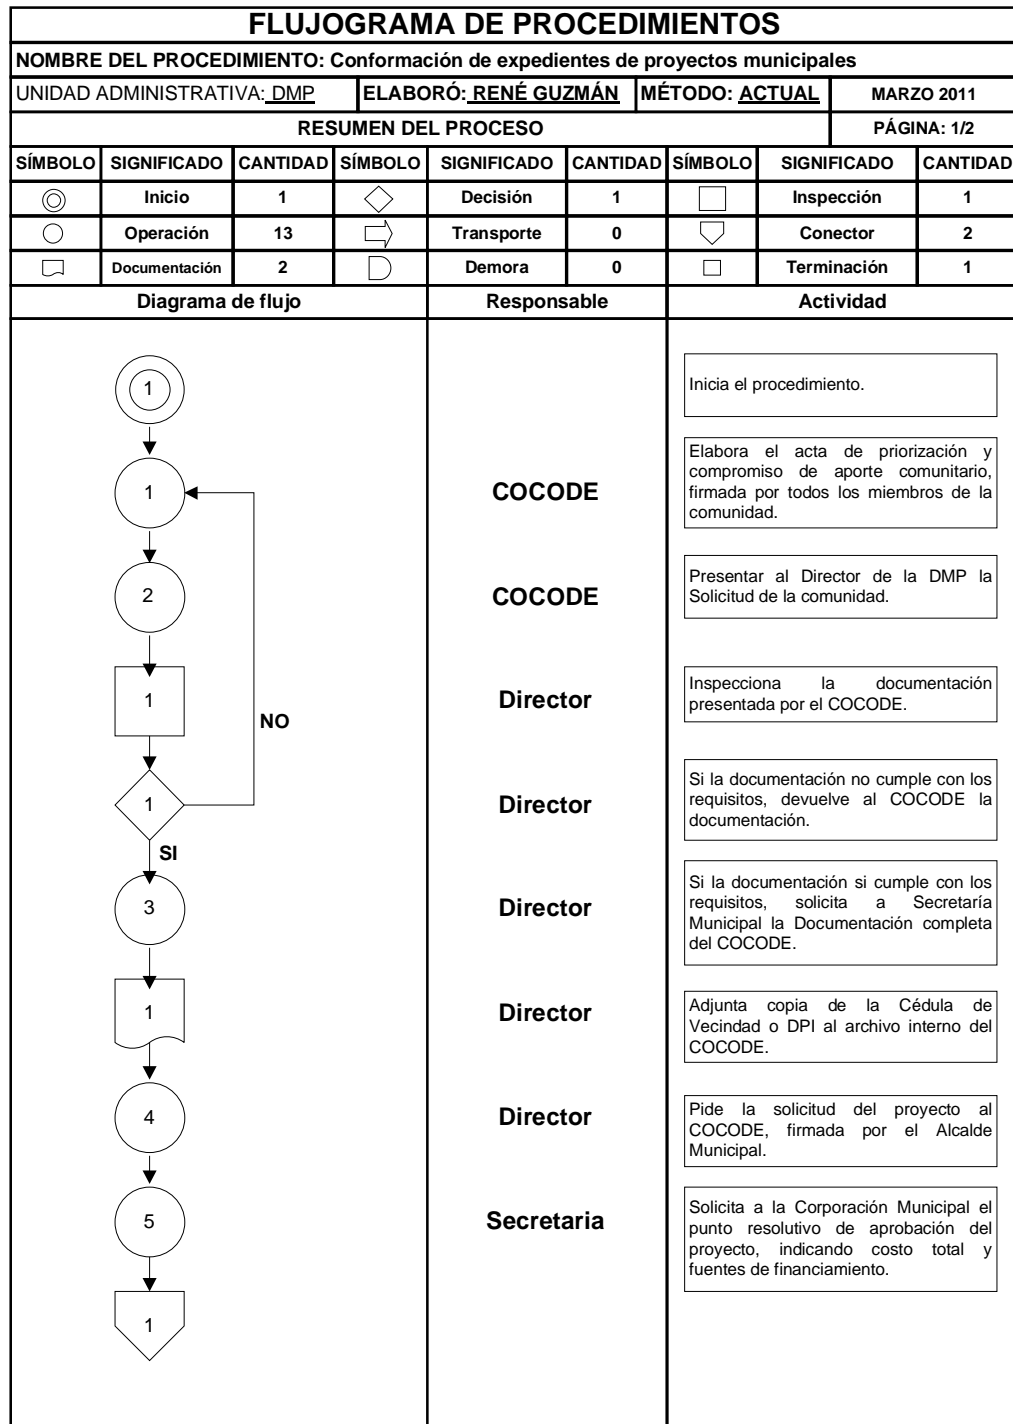 FLUJOGRAMA DE PROCEDIMIENTOS
NOMBRE DEL PROCEDIMIENTO: Conformación de expedientes de proyectos municipales
UNIDAD ADMINISTRATIVA: DMP ELABORÓ: RENÉ GUZMÁN MÉTODO: ACTUAL MARZO 2011
RESUMEN DEL PROCESO PÁGINA: 1/2
SÍMBOLO SIGNIFICADO CANTIDAD SÍMBOLO SIGNIFICADO CANTIDAD SÍMBOLO SIGNIFICADO CANTIDAD
Inicio 1 Decisión 1 Inspección 1
Operación 13 Transporte 0 Conector 2
Documentación 2 Demora 0 Terminación 1
Diagrama de flujo Responsable Actividad
1
Inicia el procedimiento.
1
COCODE
Elabora el acta de priorización y
compromiso de aporte comunitario,
firmada por todos los miembros de la
comunidad.
2
COCODE
Presentar al Director de la DMP la
Solicitud de la comunidad.
1
Director
Inspecciona la documentación
presentada por el COCODE.
NO
1
Director
Si la documentación no cumple con los
requisitos, devuelve al COCODE la
documentación.
SI
3
Director
Si la documentación si cumple con los
requisitos, solicita a Secretaría
Municipal la Documentación completa
del COCODE.
1
Director
Adjunta copia de la Cédula de
Vecindad o DPI al archivo interno del
COCODE.
4
Director
Pide la solicitud del proyecto al
COCODE, firmada por el Alcalde
Municipal.
5
Secretaria
Solicita a la Corporación Municipal el
punto resolutivo de aprobación del
proyecto, indicando costo total y
fuentes de financiamiento.
1